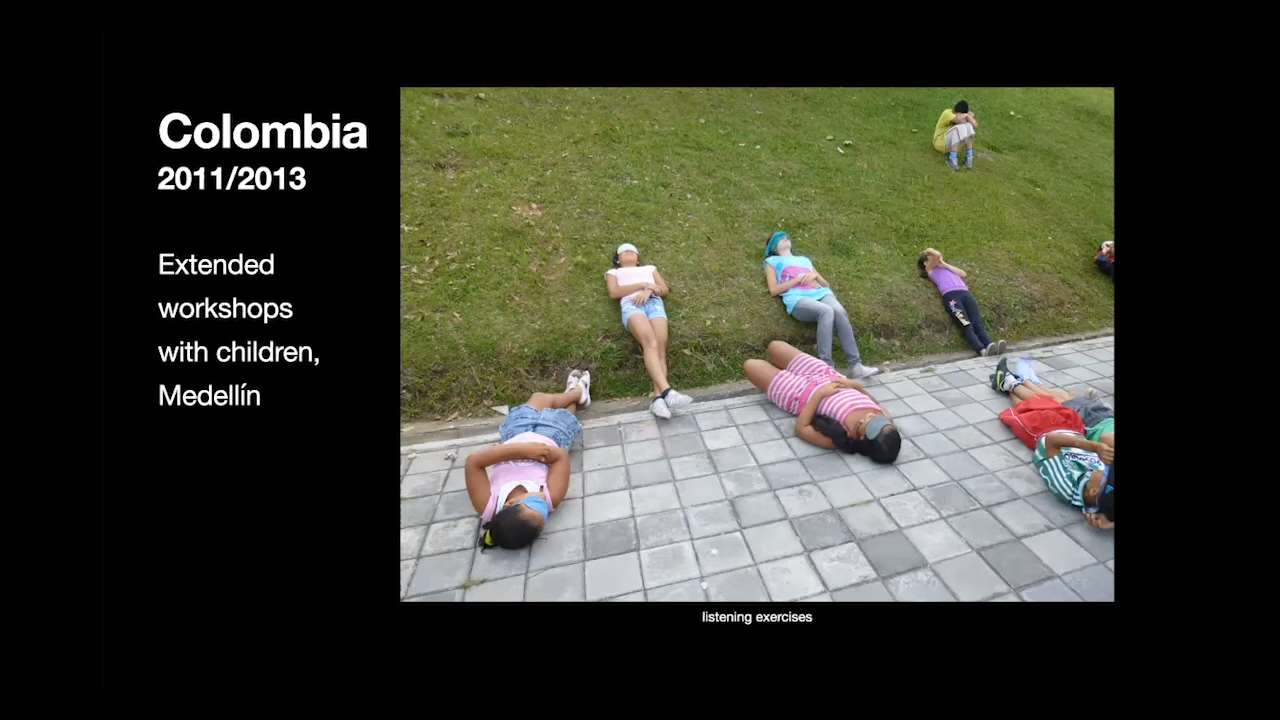 Colombia
2011/2013
Extended
workshops
with children,
Medellín
listening exercises